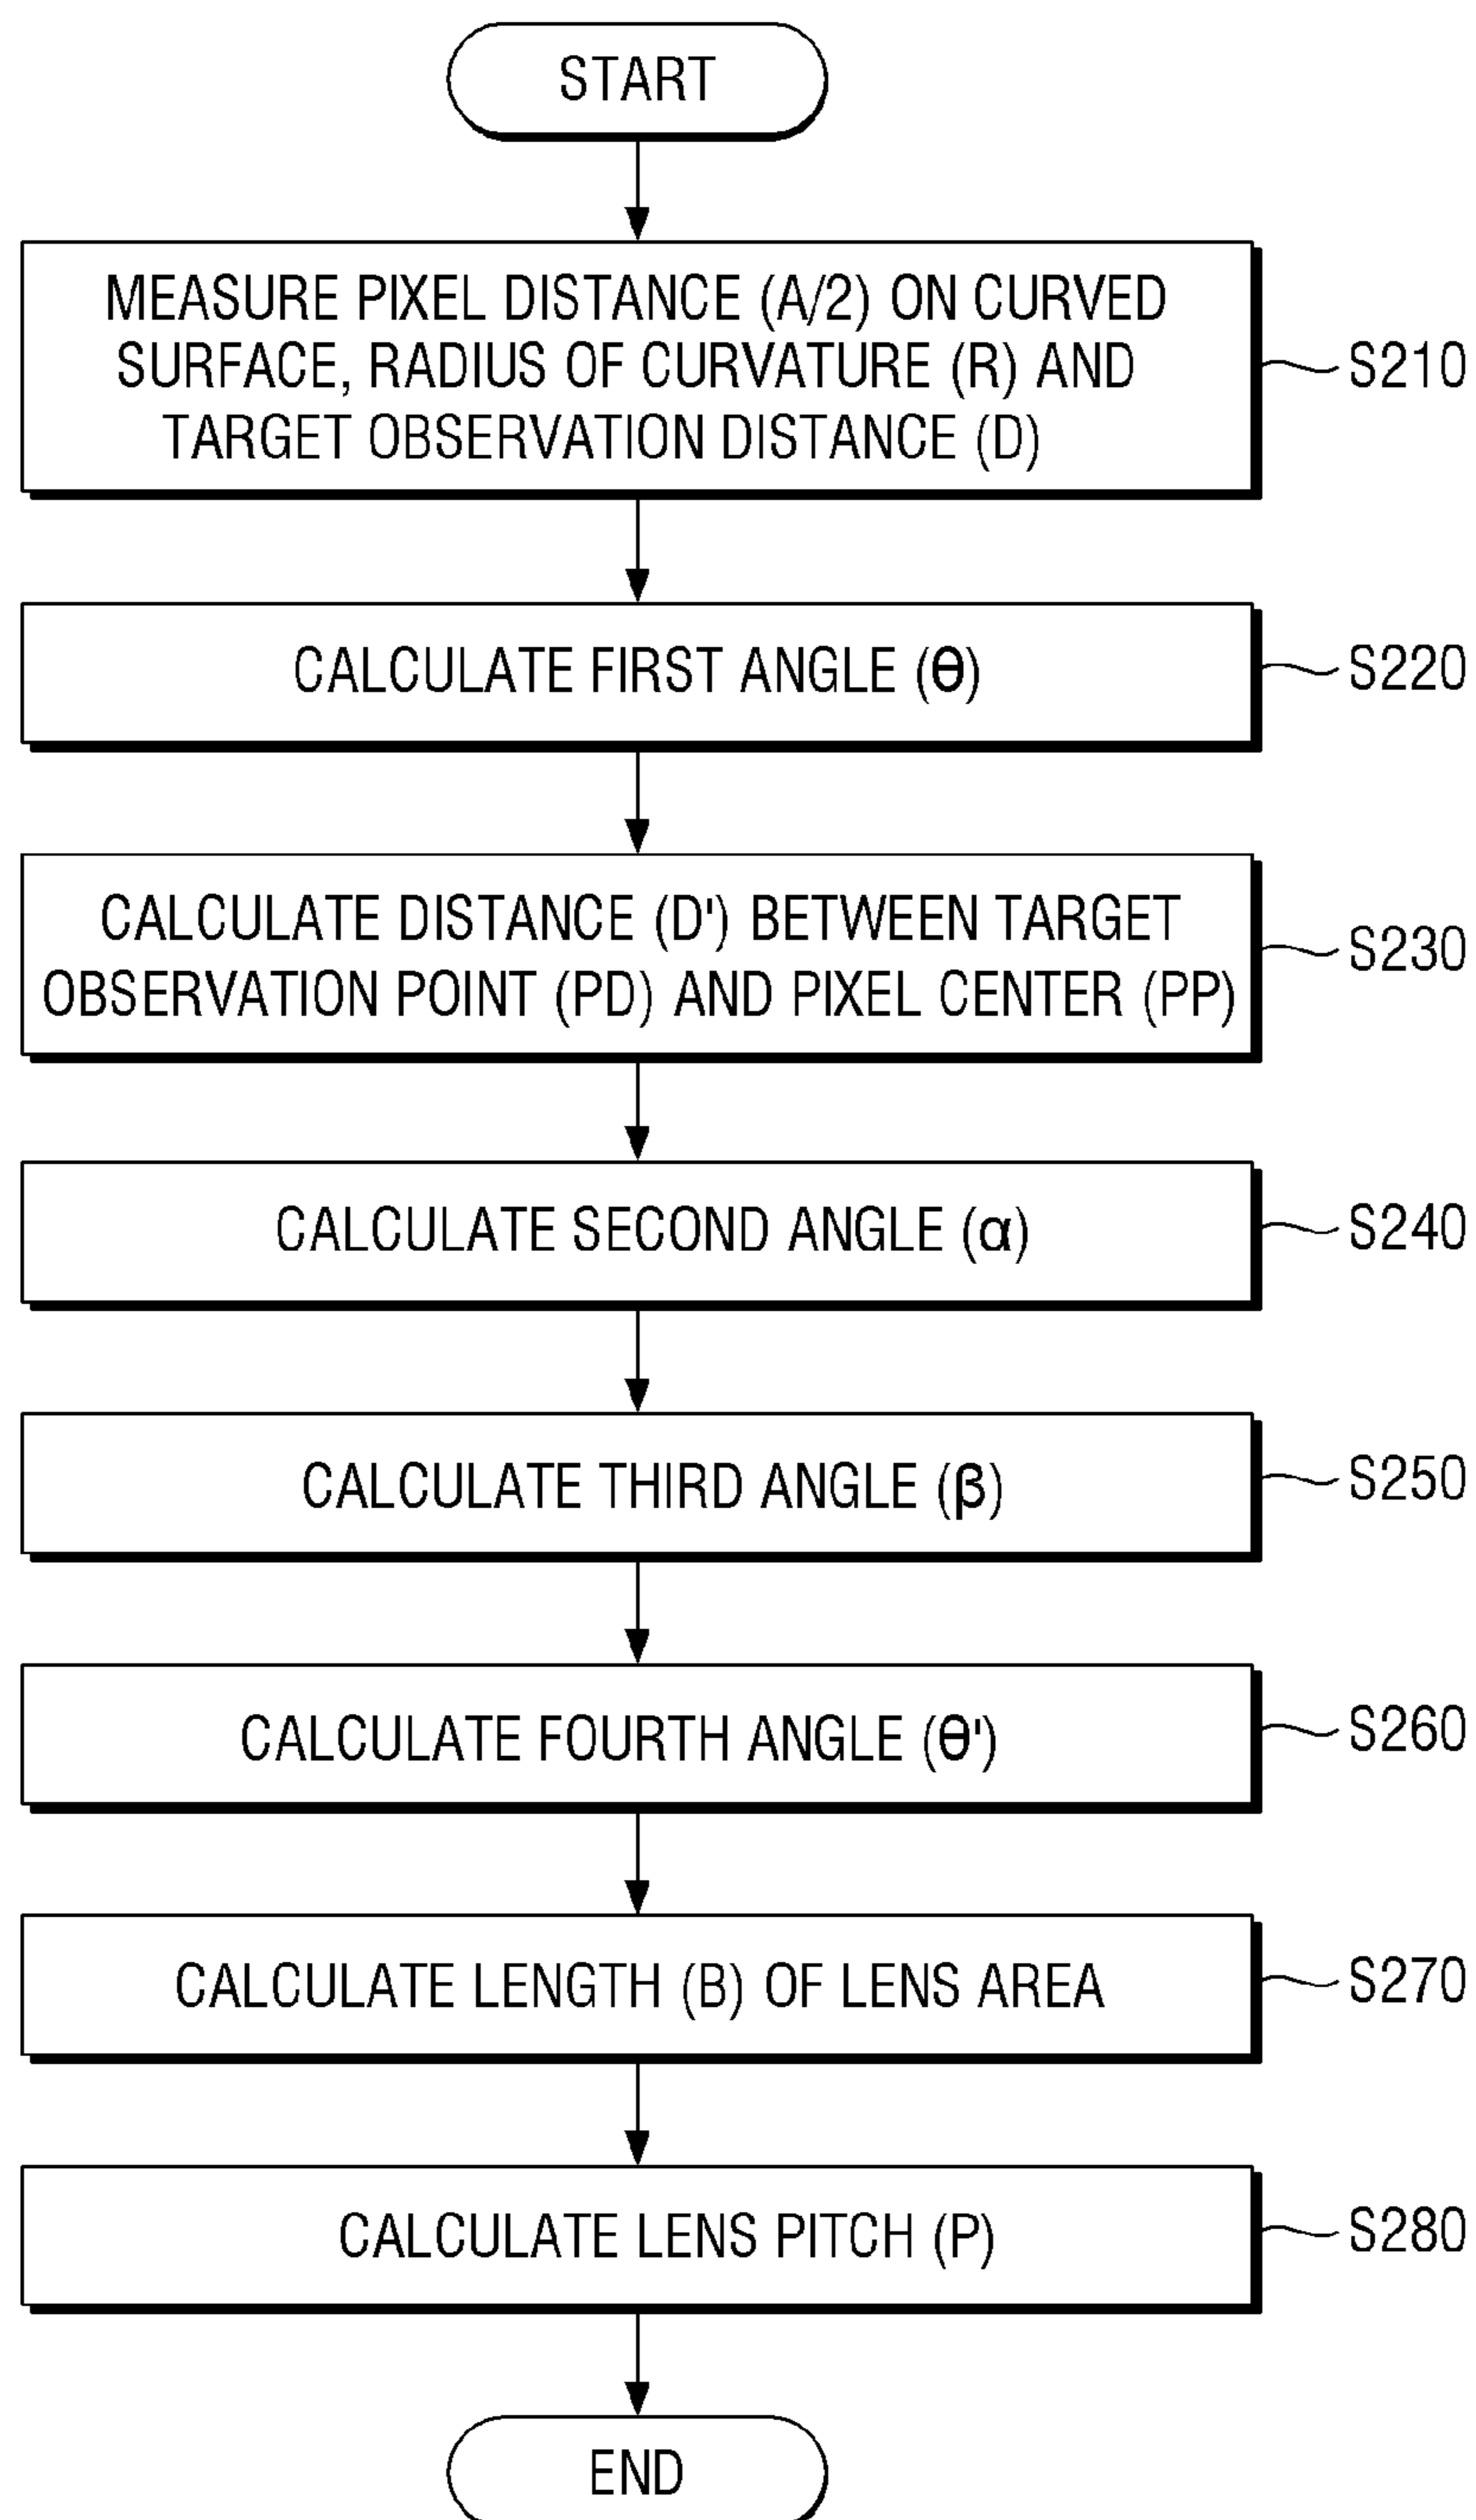 START
MEASURE PIXEL DISTANCE (A/2) ON CURVED
SURFACE, RADIUS OF CURVATURE (R) AND
TARGET OBSERVATION DISTANCE (D)
S210
CALCULATE FIRST ANGLE (θ)
S220
CALCULATE DISTANCE (D') BETWEEN TARGET
OBSERVATION POINT (PD) AND PIXEL CENTER (PP)
S230
CALCULATE SECOND ANGLE (α)
S240
CALCULATE THIRD ANGLE (β)
S250
CALCULATE FOURTH ANGLE (θ')
S260
CALCULATE LENGTH (B) OF LENS AREA
S270
CALCULATE LENS PITCH (P)
S280
END